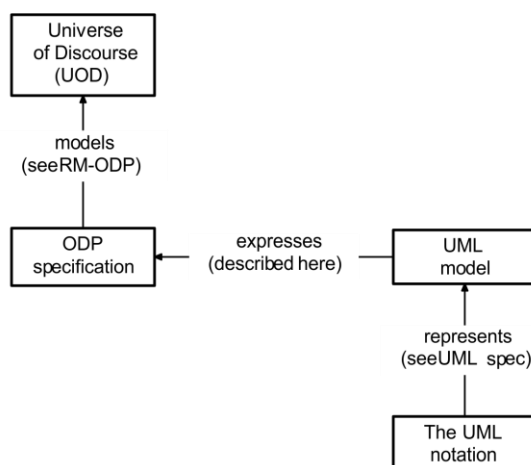 Universe
of Discourse
(UOD)
models
(seeRM-ODP)
ODP
specification
expresses
(described here)
UML
model
represents
(seeUML spec)
The UML
notation